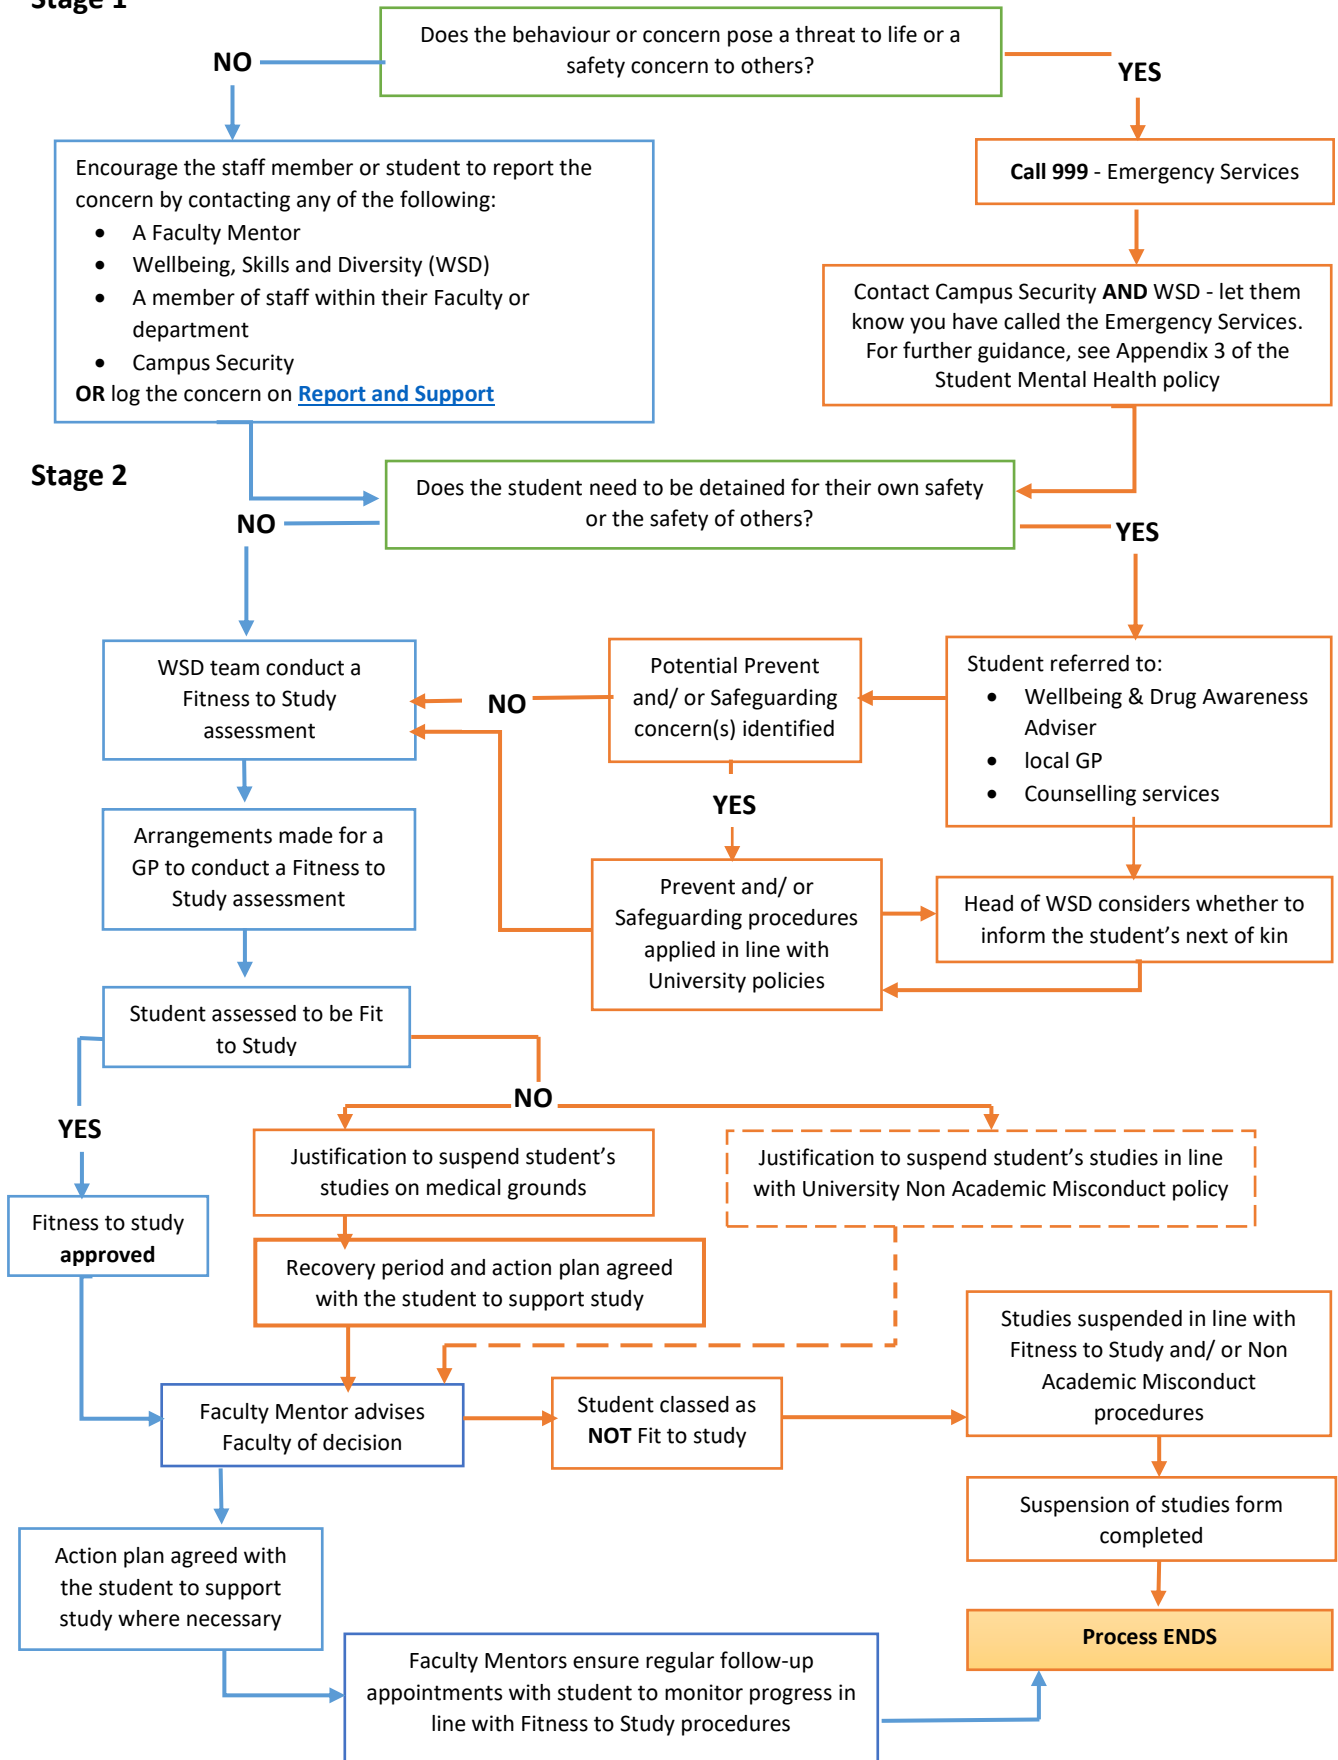 Stage 1
Does the behaviour or concern pose a threat to life or a
safety concern to others?
NO
YES
Encourage the staff member or student to report the
concern by contacting any of the following:
• A Faculty Mentor
• Wellbeing, Skills and Diversity (WSD)
• A member of staff within their Faculty or
department
• Campus Security
OR log the concern on Report and Support
Call 999 - Emergency Services
Contact Campus Security AND WSD - let them
know you have called the Emergency Services.
For further guidance, see Appendix 3 of the
Student Mental Health policy
Stage 2
Does the student need to be detained for their own safety
or the safety of others?
NO
YES
WSD team conduct a
Fitness to Study
assessment
NO
Potential Prevent
and/ or Safeguarding
concern(s) identified
Student referred to:
• Wellbeing & Drug Awareness
Adviser
• local GP
• Counselling services
YES
Arrangements made for a
GP to conduct a Fitness to
Study assessment
Prevent and/ or
Safeguarding procedures
applied in line with
University policies
Head of WSD considers whether to
inform the student’s next of kin
Student assessed to be Fit
to Study
NO
YES
Justification to suspend student’s
studies on medical grounds
Justification to suspend student’s studies in line
with University Non Academic Misconduct policy
Fitness to study
approved
Recovery period and action plan agreed
with the student to support study
Studies suspended in line with
Fitness to Study and/ or Non
Academic Misconduct
procedures
Faculty Mentor advises
Faculty of decision
Student classed as
NOT Fit to study
Suspension of studies form
completed
Action plan agreed with
the student to support
study where necessary
Process ENDS
Faculty Mentors ensure regular follow-up
appointments with student to monitor progress in
line with Fitness to Study procedures